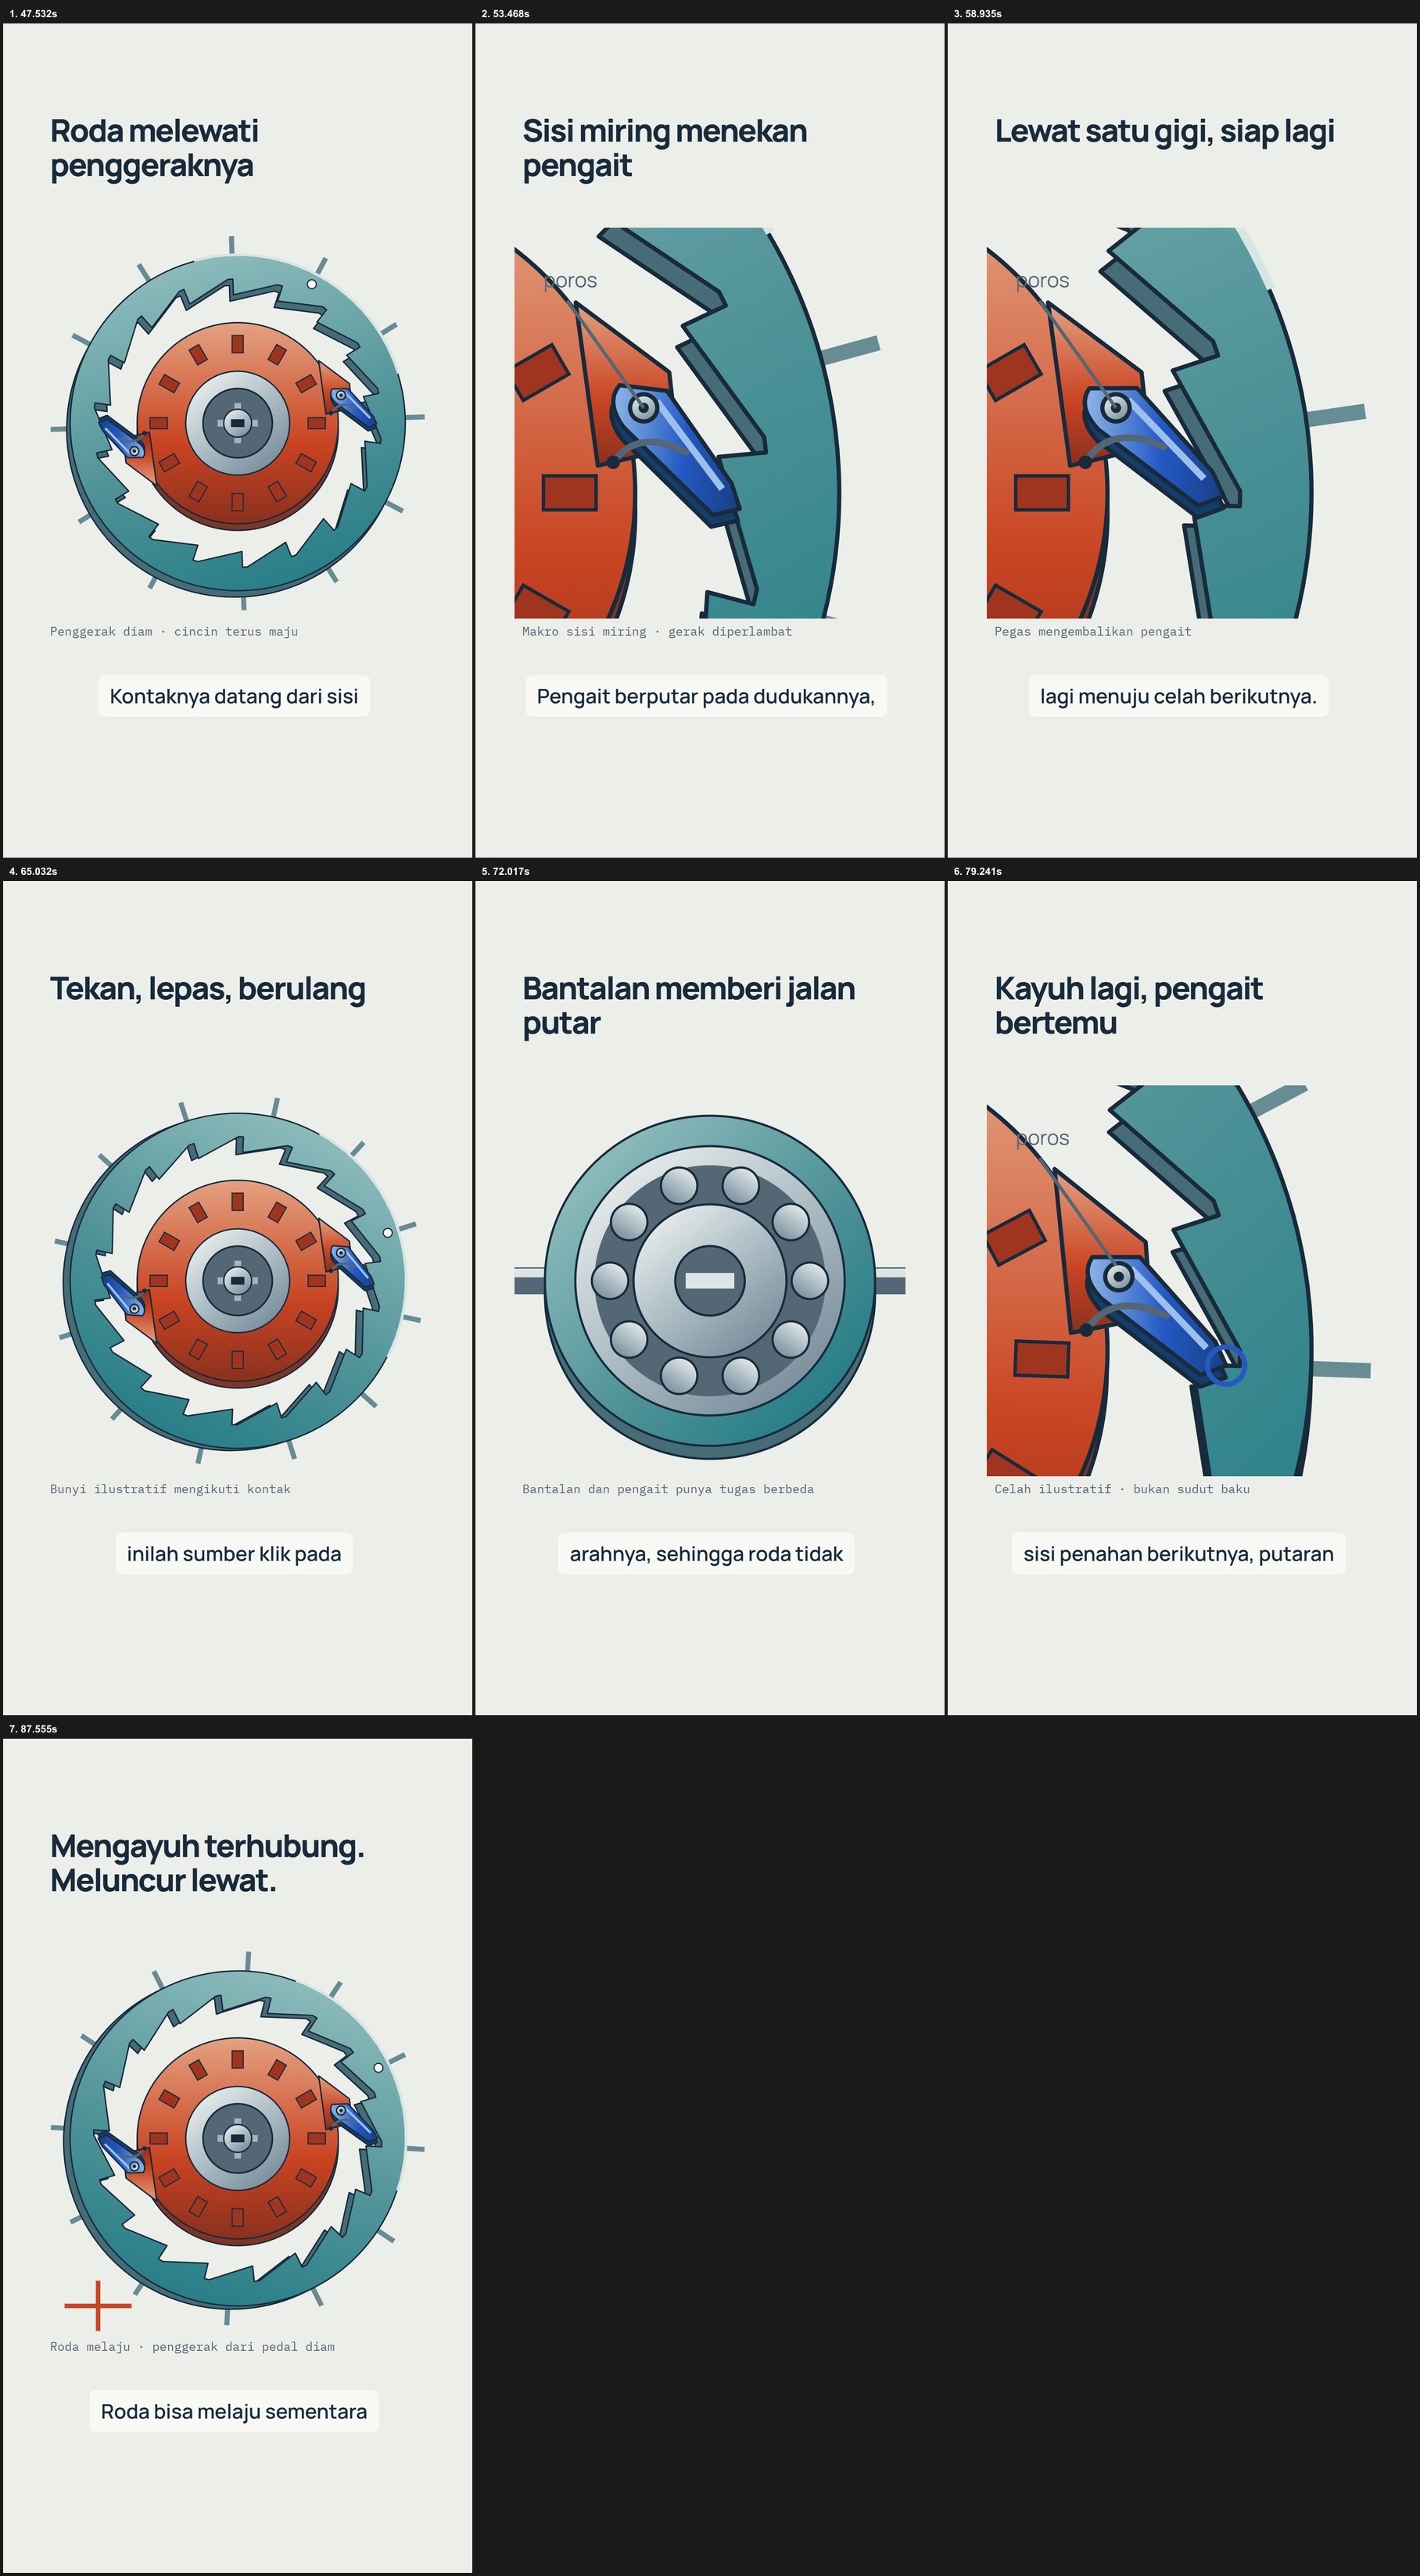 1. 47.532s
Roda melewati
penggeraknya
Penggerak diam · cincin terus maju
Kontaknya datang dari sisi
2. 53.468s
Sisi miring menekan
pengait
poros
Makro sisi miring · gerak diperlambat
Pengait berputar pada dudukannya,
3. 58.935s
Lewat satu gigi, siap lagi
poros
Pegas mengembalikan pengait
lagi menuju celah berikutnya.
4. 65.032s
Tekan, lepas, berulang
Bunyi ilustratif mengikuti kontak
inilah sumber klik pada
5. 72.017s
Bantalan memberi jalan
putar
Bantalan dan pengait punya tugas berbeda
arahnya, sehingga roda tidak
6. 79.241s
Kayuh lagi, pengait
bertemu
poros
Celah ilustratif · bukan sudut baku
sisi penahan berikutnya, putaran
7. 87.555s
Mengayuh terhubung.
Meluncur lewat.
Roda melaju · penggerak dari pedal diam
Roda bisa melaju sementara